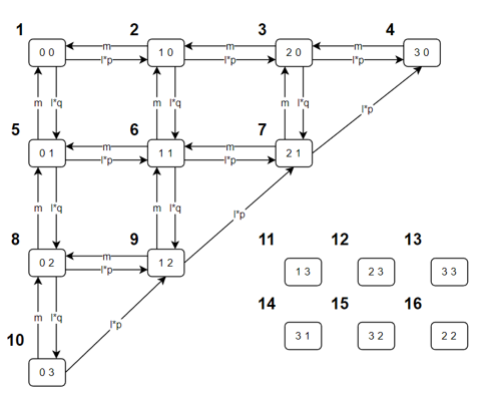 1 2 3 4
0 0 m l*p 1 0 m l*p 2 0 m l*p 3 0
m l*q m l*q m l*q l*p
5 6 7
0 1 m l*p 1 1 m l*p 2 1
m l*q m l*q l*p
8 9
0 2 m l*p 1 2
m l*q l*p
10
0 3
11 12 13
1 3 2 3 3 3
14 15 16
3 1 3 2 2 2